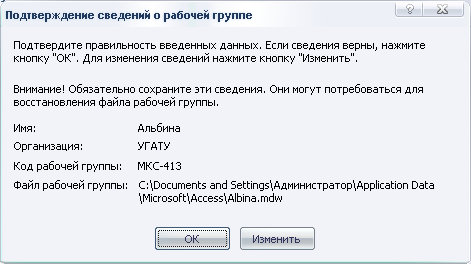 Подтверждение сведений о рабочей группе
Подтвердите правильность введенных данных. Если сведения верны, нажмите
кнопку "OK". Для изменения сведений нажмите кнопку "Изменить".
Внимание! Обязательно сохраните эти сведения. Они могут потребоваться для
восстановления файла рабочей группы.
Имя: Альбина
Организация: УГАТУ
Код рабочей группы: МКС-413
Файл рабочей группы: C:\Documents and Settings\Администратор\Application Data
\Microsoft\Access\Albina.mdw
OK Изменить